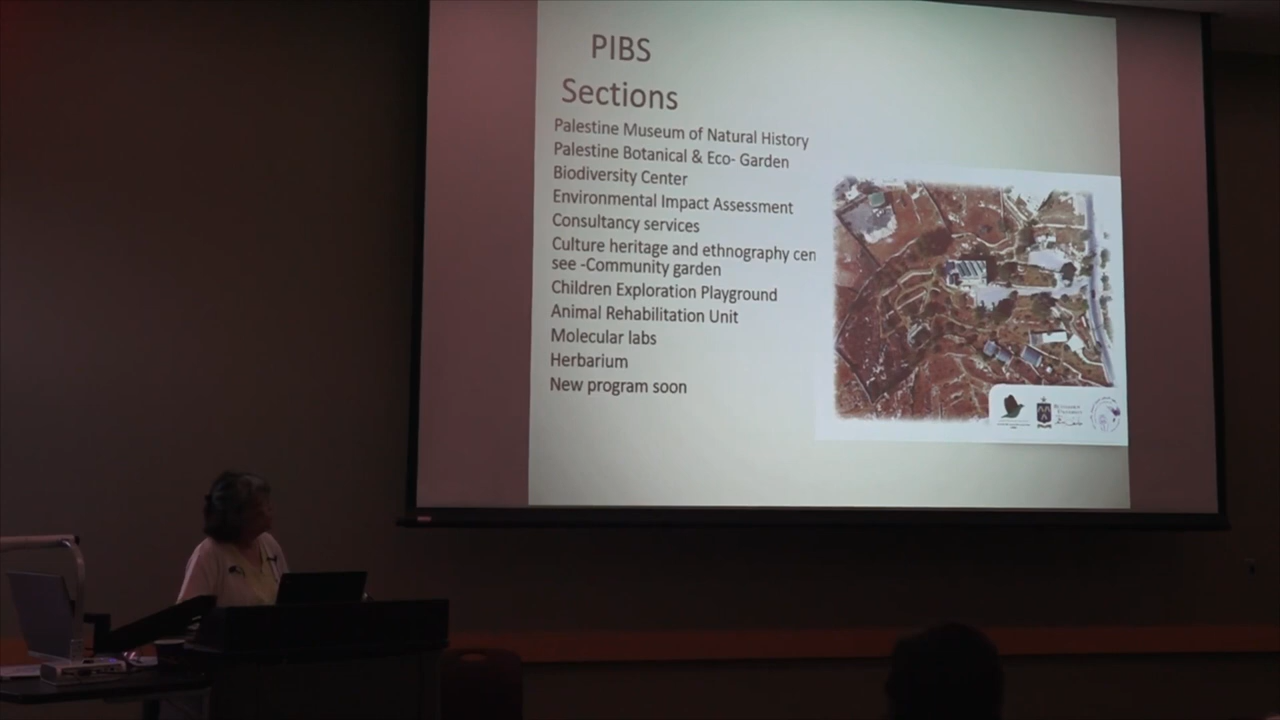 PIBS
Sections
Palestine Museum of Natural History
Palestine Botanical & Eco- Garden
Biodiversity Center
Environmental Impact Assessment
Consultancy services
Culture heritage and ethnography cen
see -Community garden
Children Exploration Playground
Animal Rehabilitation Unit
Molecular labs
Herbarium
New program soon